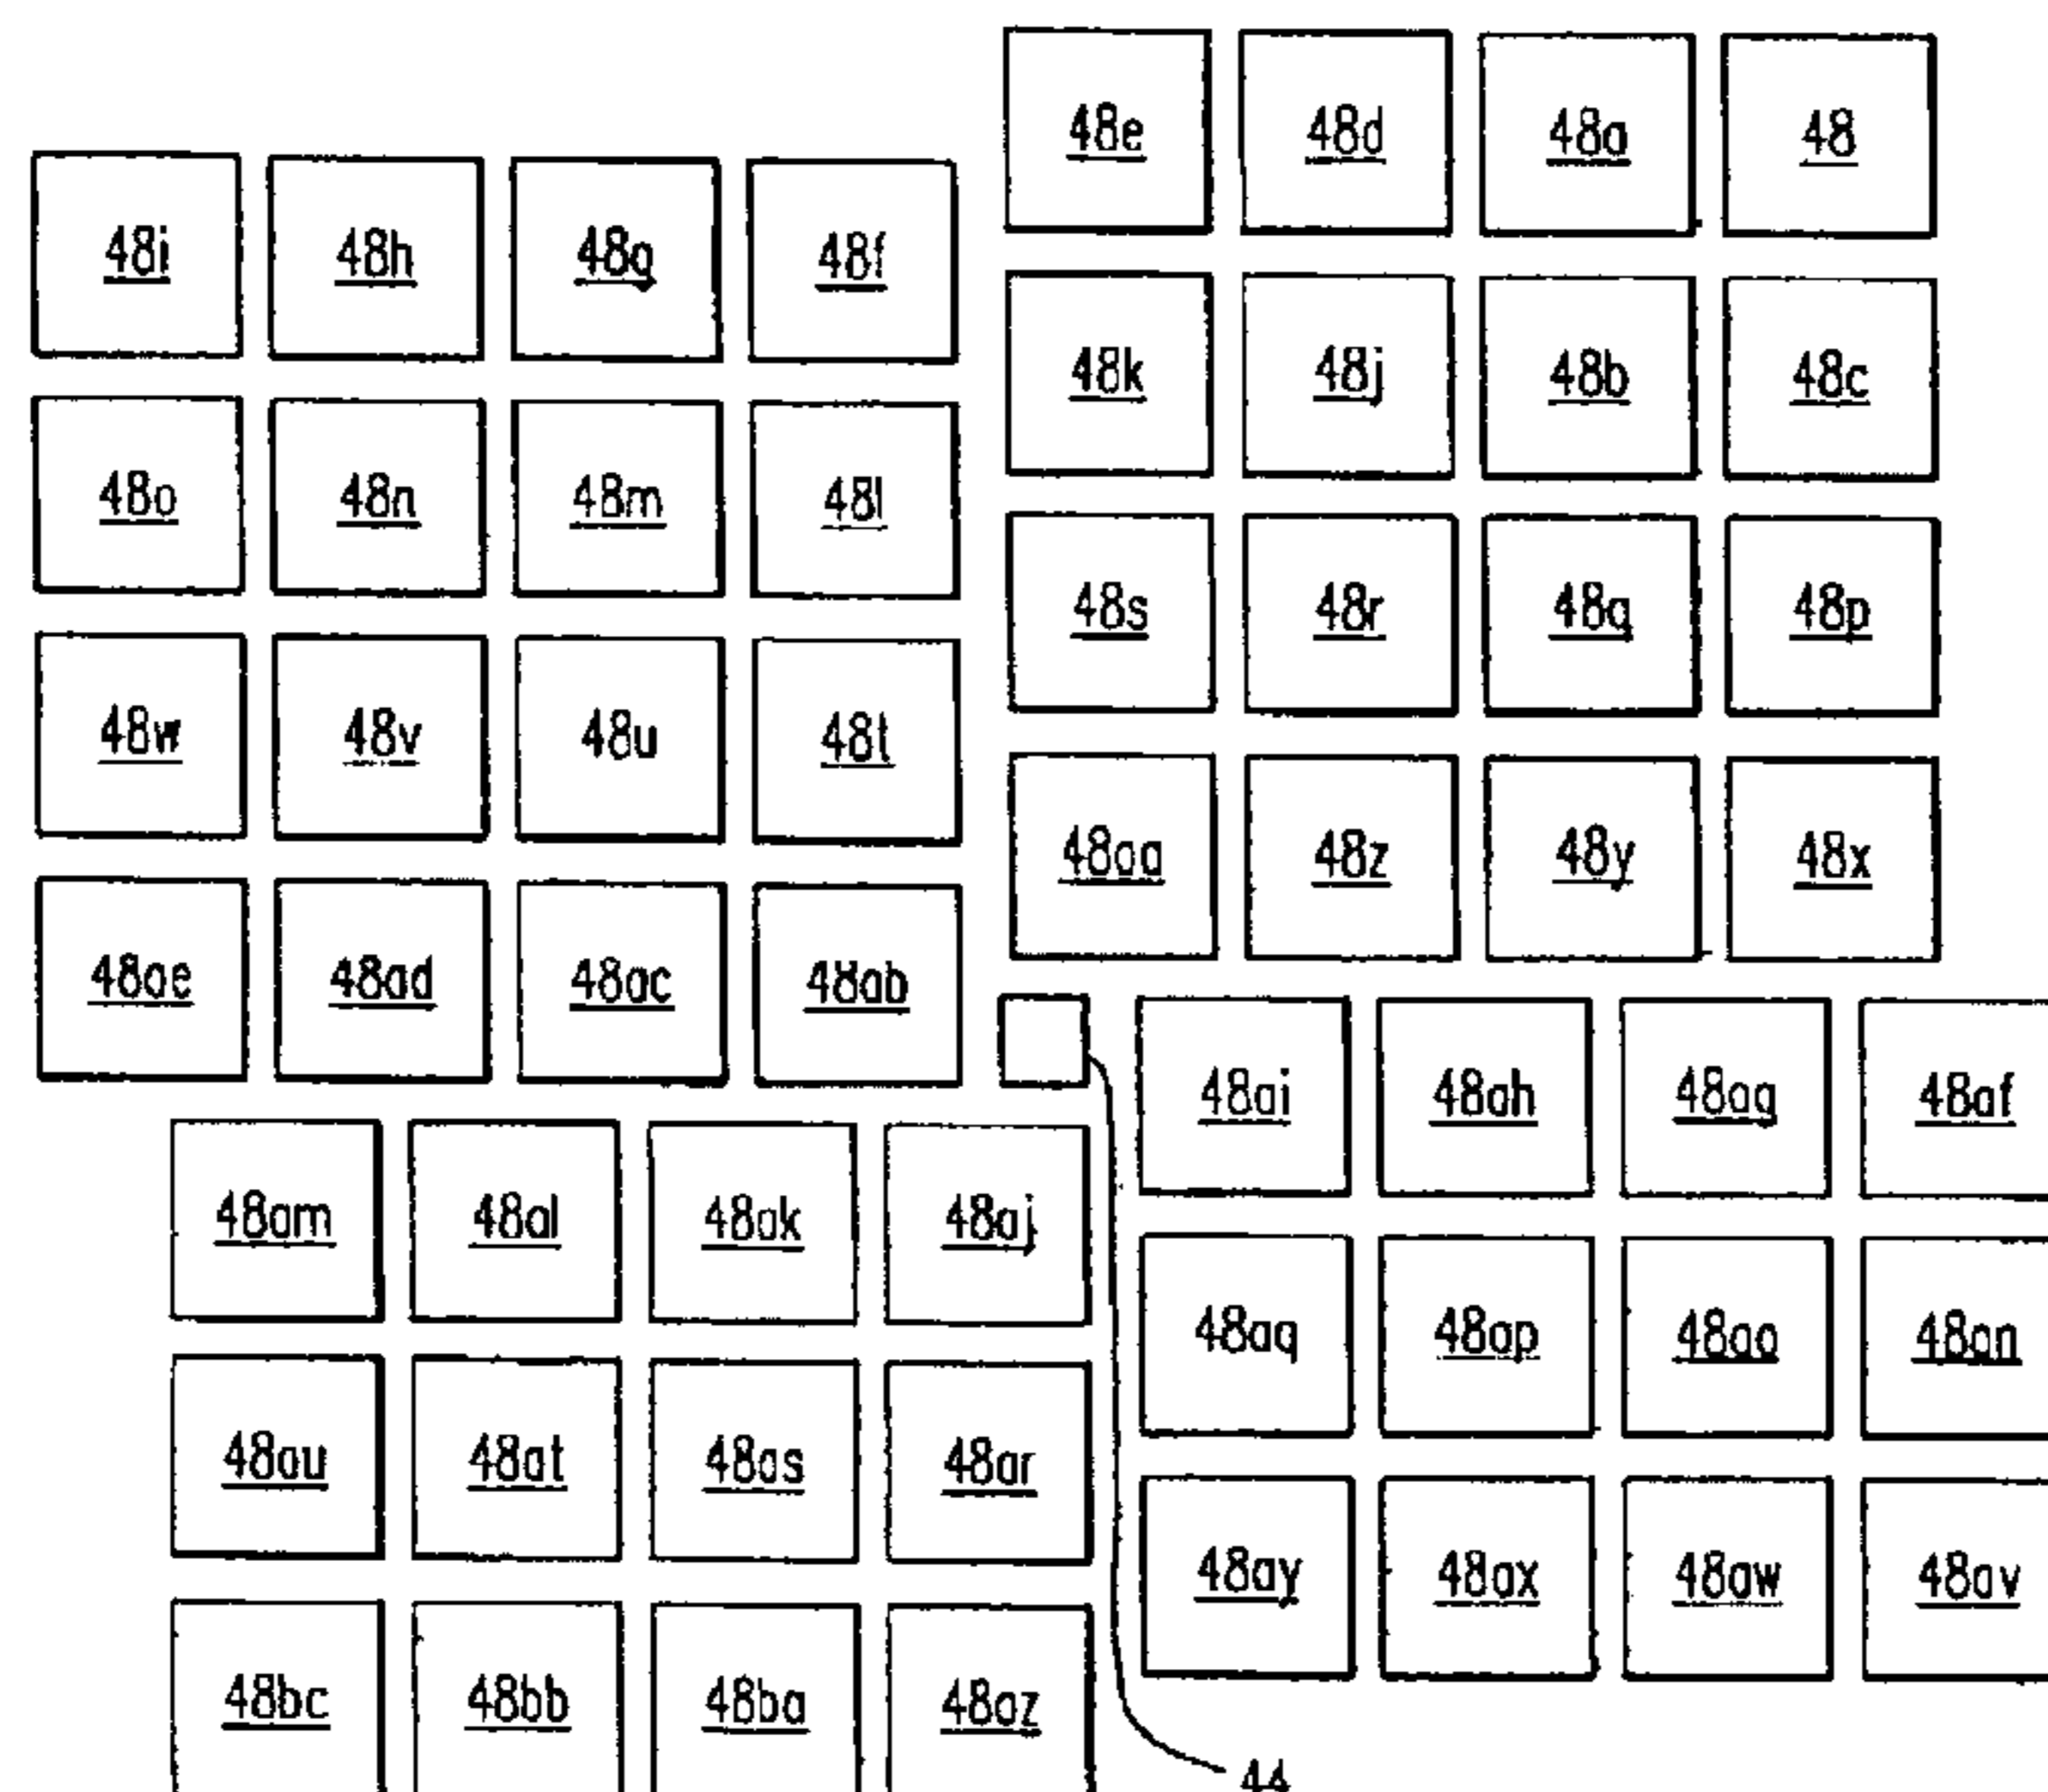 48e 48d 48a 48
48i 48h 48g 48f
48k 48j 48b 48c
48o 48n 48m 48l
48s 48r 48q 48p
48w 48v 48u 48t
48aa 48z 48y 48x
48ae 48ad 48ac 48ab
48ai 48ah 48ag 48af
48am 48al 48ak 48aj
48aq 48ap 48ao 48an
48au 48at 48as 48ar
48ay 48ax 48aw 48av
48bc 48bb 48ba 48az
44